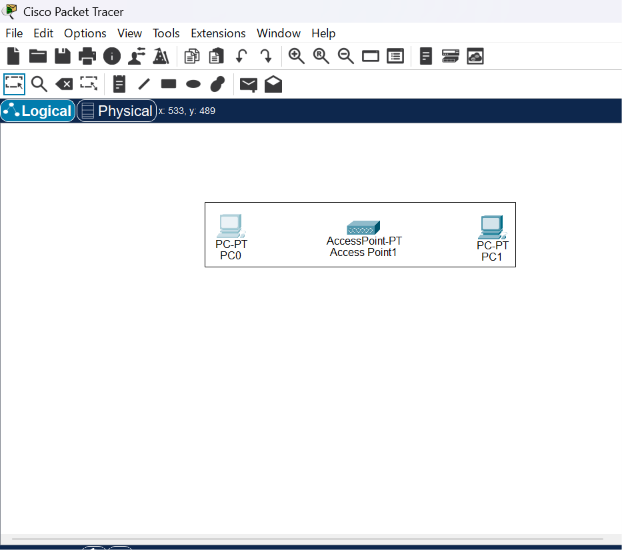 Cisco Packet Tracer
File Edit Options View Tools Extensions Window Help
Logical Physical x: 533, y: 489
PC-PT
PC0
AccessPoint-PT
Access Point1
PC-PT
PC1